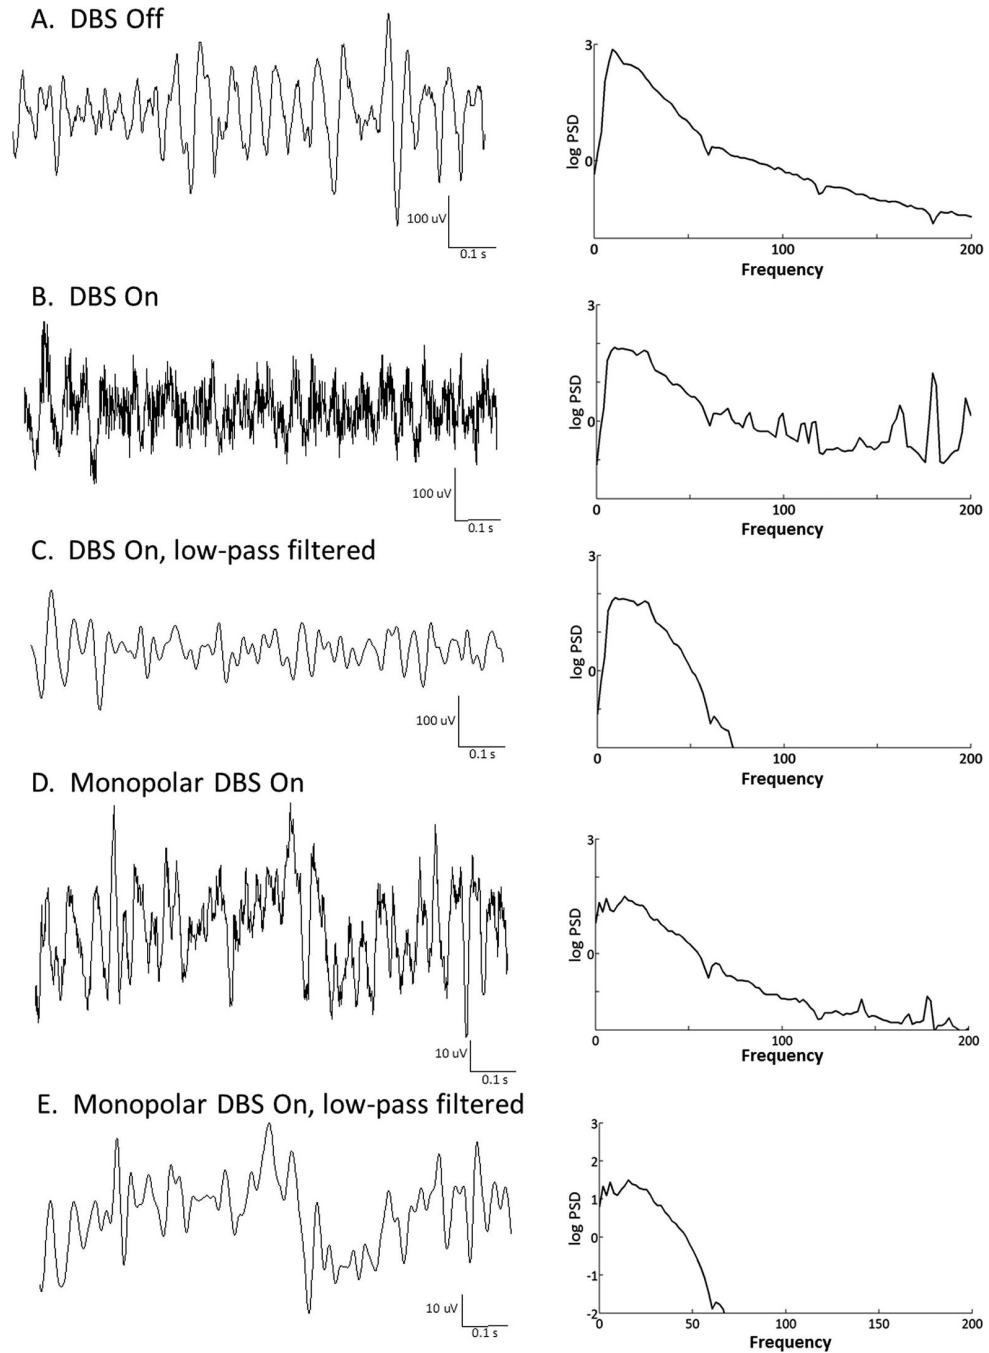 A. DBS Off
100 uV
0.1 s
3
0
log PSD
0
100
200
Frequency
B. DBS On
100 uV
0.1 s
3
0
log PSD
0
100
200
Frequency
C. DBS On, low-pass filtered
100 uV
0.1 s
3
0
log PSD
0
100
200
Frequency
D. Monopolar DBS On
10 uV
0.1 s
3
0
log PSD
0
100
200
Frequency
E. Monopolar DBS On, low-pass filtered
10 uV
0.1 s
3
2
1
0
-1
-2
log PSD
0
50
100
150
200
Frequency